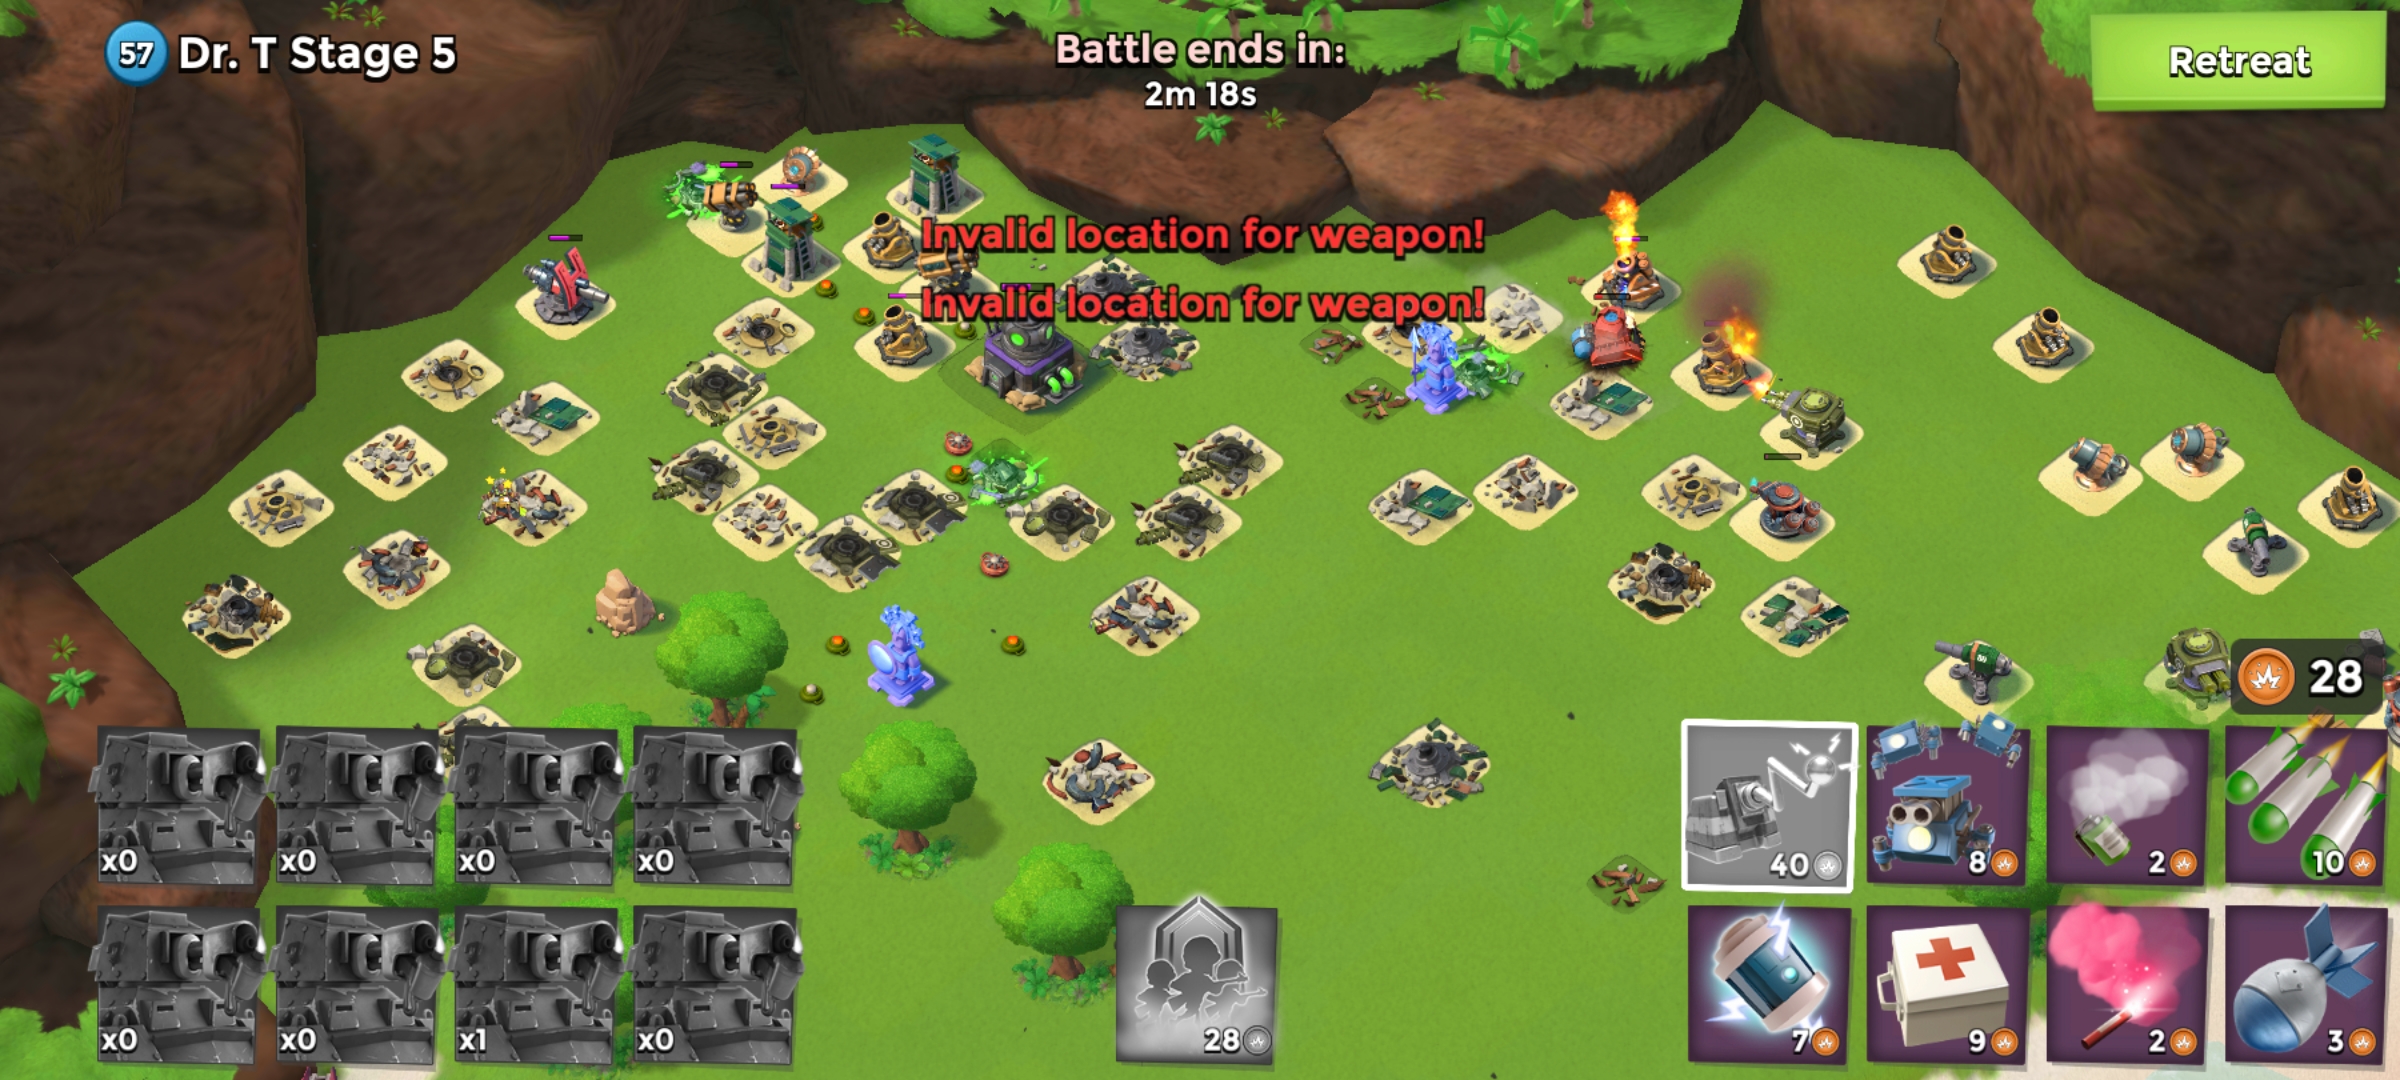 57 Dr. T Stage 5
Battle ends in:
2m 18s
Retreat
Invalid location for weapon!
Invalid location for weapon!
28
x0
x0
x0
x0
40
8
2
10
x0
x0
x1
x0
28
7
9
2
3